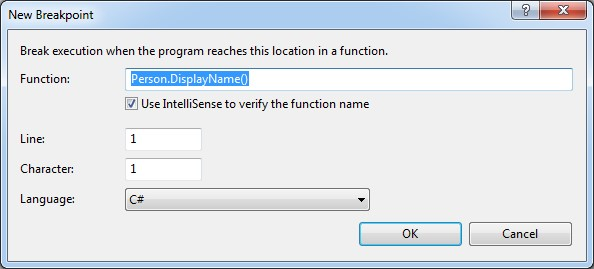 New Breakpoint
Break execution when the program reaches this location in a function.
Function: Person.DisplayName()
Use IntelliSense to verify the function name
Line: 1
Character: 1
Language: C#
OK Cancel